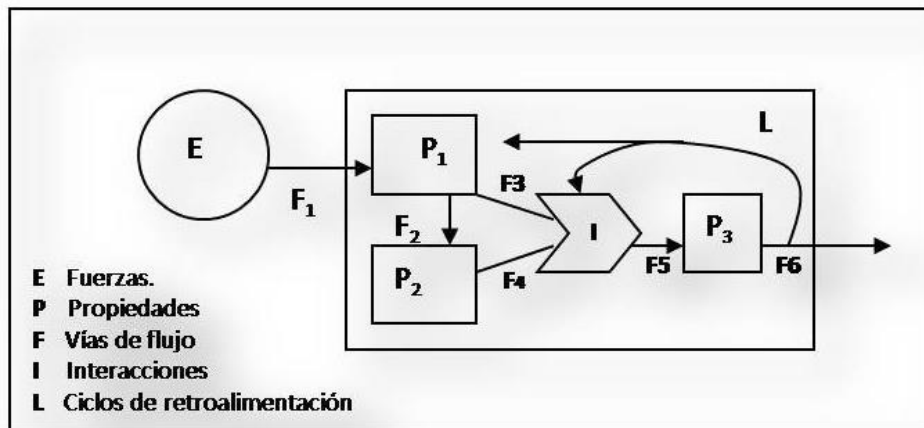 L
E
P₁
F₁
F3
F₂
I
P₃
P₂
F4
F5
F6
E Fuerzas.
P Propiedades
F Vías de flujo
I Interacciones
L Ciclos de retroalimentación